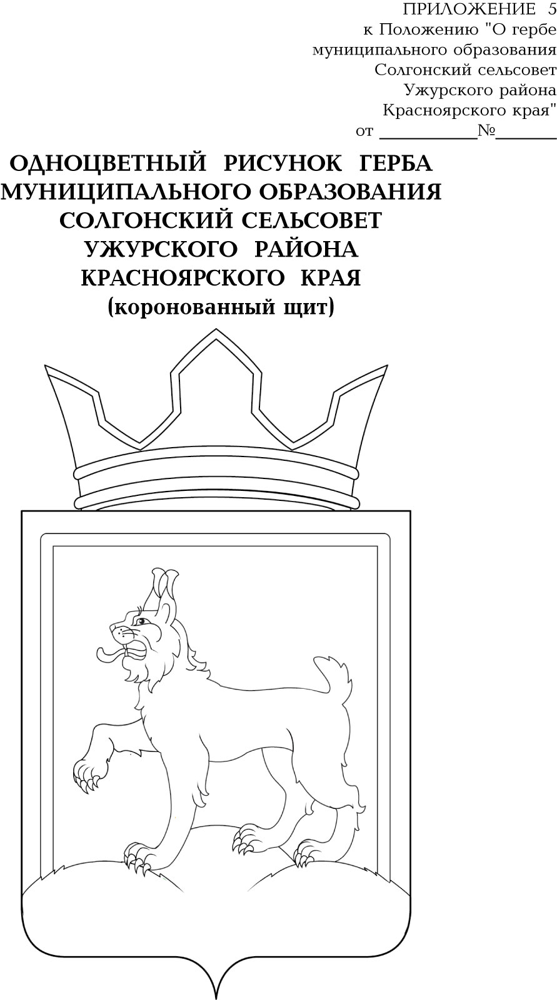 ПРИЛОЖЕНИЕ 5
к Положению "О гербе
муниципального образования
Солгонский сельсовет
Ужурского района
Красноярского края"
от ___________№_______
ОДНОЦВЕТНЫЙ РИСУНОК ГЕРБА
МУНИЦИПАЛЬНОГО ОБРАЗОВАНИЯ
СОЛГОНСКИЙ СЕЛЬСОВЕТ
УЖУРСКОГО РАЙОНА
КРАСНОЯРСКОГО КРАЯ
(коронованный щит)